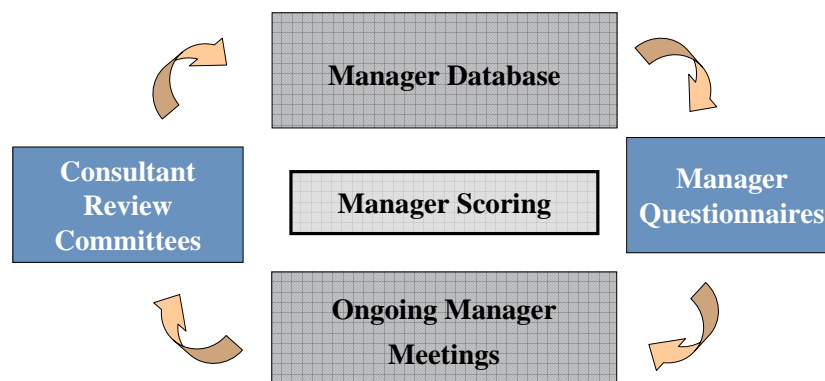 Manager Database
Consultant
Review
Committees
Manager Scoring
Manager
Questionnaires
Ongoing Manager
Meetings